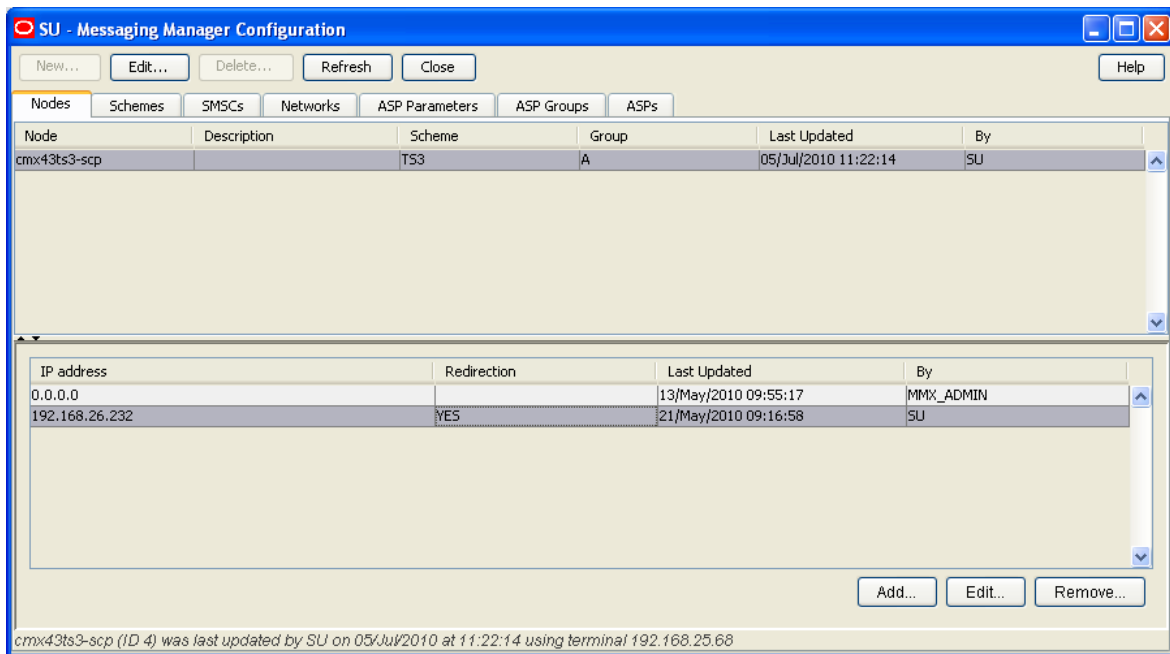 SU - Messaging Manager Configuration
New... Edit... Delete... Refresh Close Help
Nodes Schemes SMSCs Networks ASP Parameters ASP Groups ASPs
Node Description Scheme Group Last Updated By
cmx43ts3-scp TS3 A 05/Jul/2010 11:22:14 SU
IP address Redirection Last Updated By
0.0.0.0 13/May/2010 09:55:17 MMX_ADMIN
192.168.26.232 YES 21/May/2010 09:16:58 SU
Add... Edit... Remove...
cmx43ts3-scp (ID 4) was last updated by SU on 05/Jul/2010 at 11:22:14 using terminal 192.168.25.68